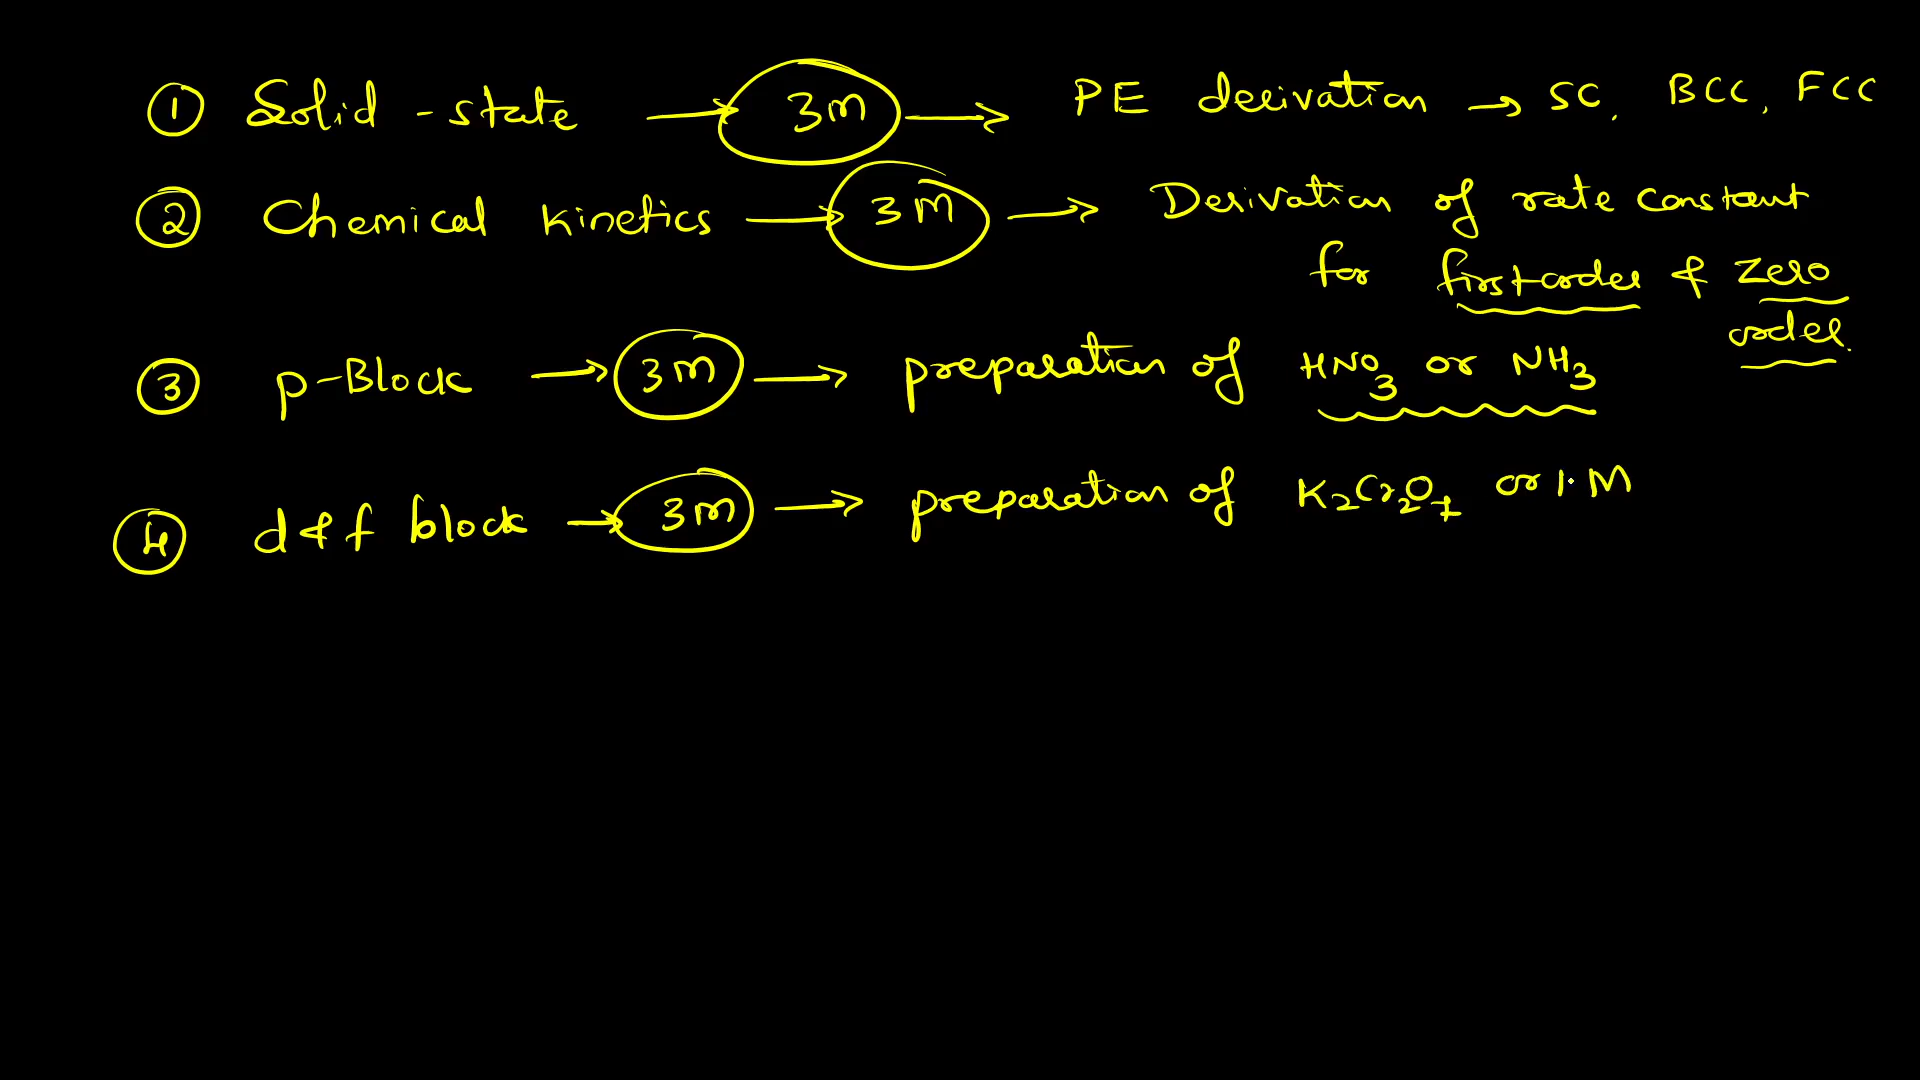 ① Solid-state → 3M → PE derivation → SC, BCC, FCC
② Chemical kinetics → 3M → Derivation of rate constant
for first order & zero
order.
③ p-Block → 3M → preparation of HNO3 or NH3
④ d & f block → 3M → preparation of K2Cr2O7 or I.M